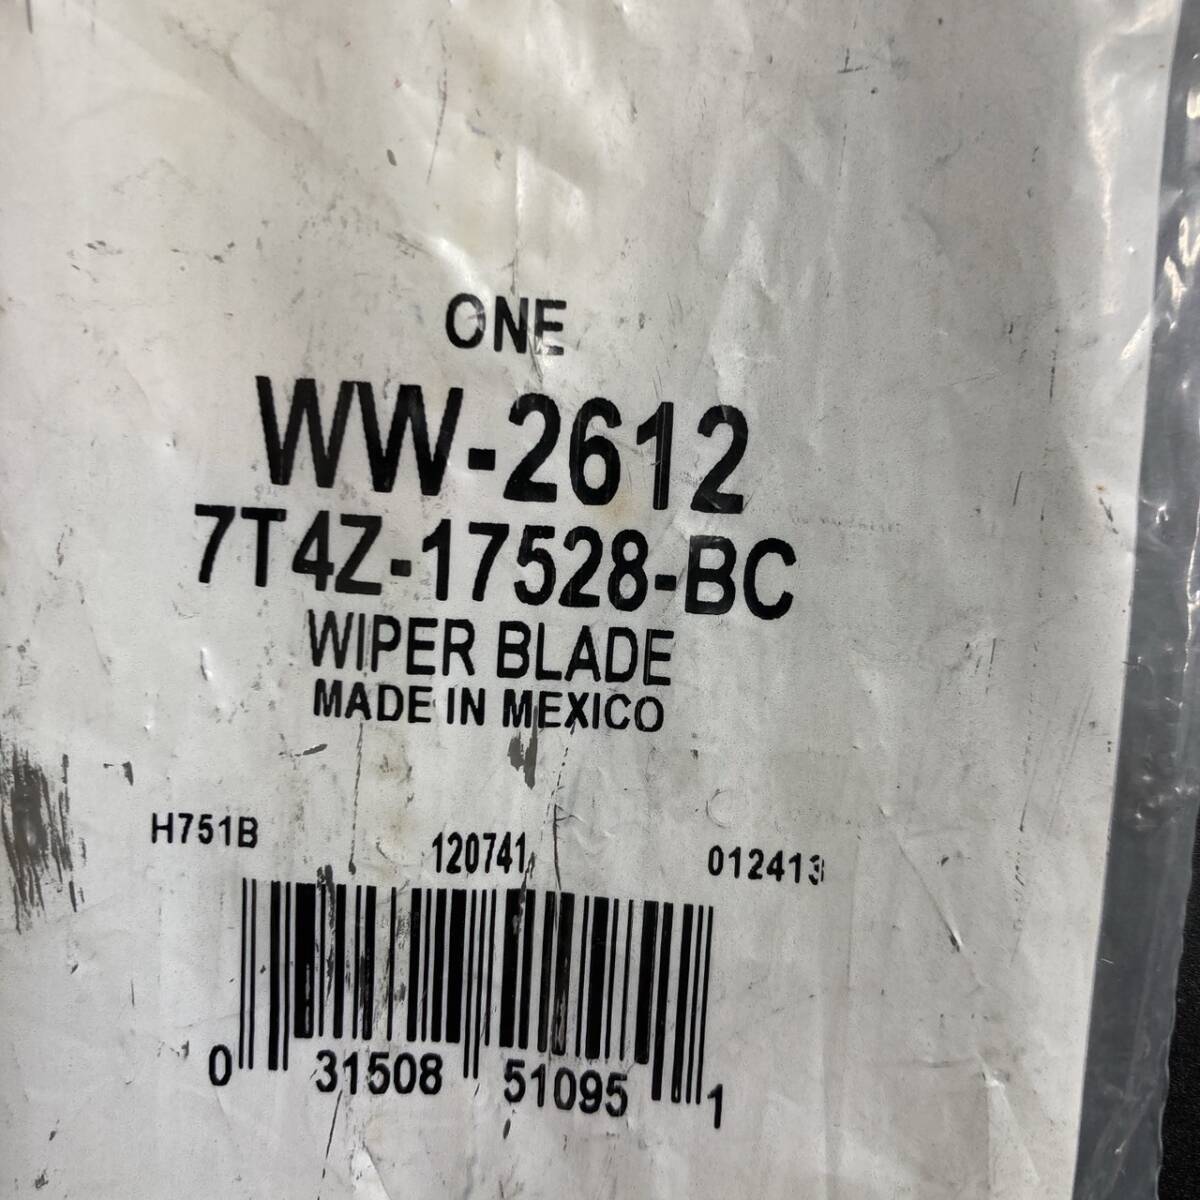 ONE
WW-2612
7T4Z-17528-BC
WIPER BLADE
MADE IN MEXICO
H751B 120741 012413
0 31508 51095 1